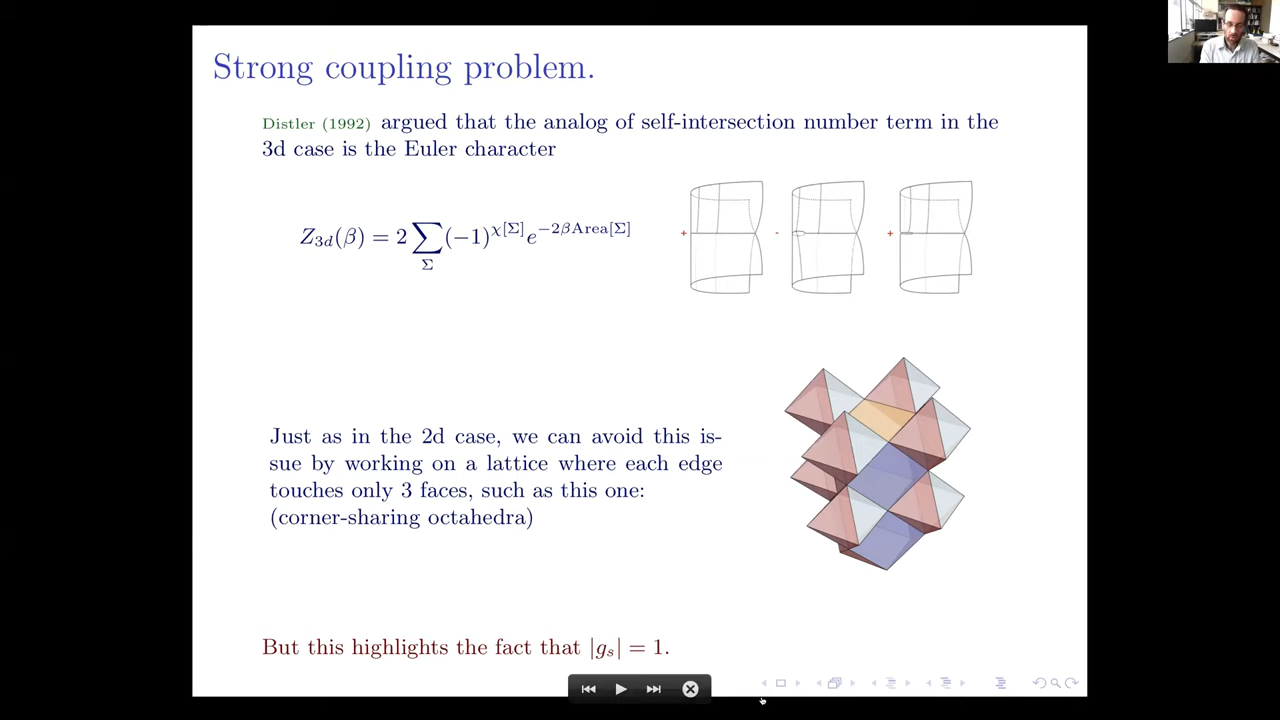 Strong coupling problem.
Distler (1992) argued that the analog of self-intersection number term in the
3d case is the Euler character
Z_{3d}(β) = 2 ∑_Σ (−1)^{χ[Σ]} e^{−2βArea[Σ]}
+ - +
Just as in the 2d case, we can avoid this is-
sue by working on a lattice where each edge
touches only 3 faces, such as this one:
(corner-sharing octahedra)
But this highlights the fact that |g_s| = 1.